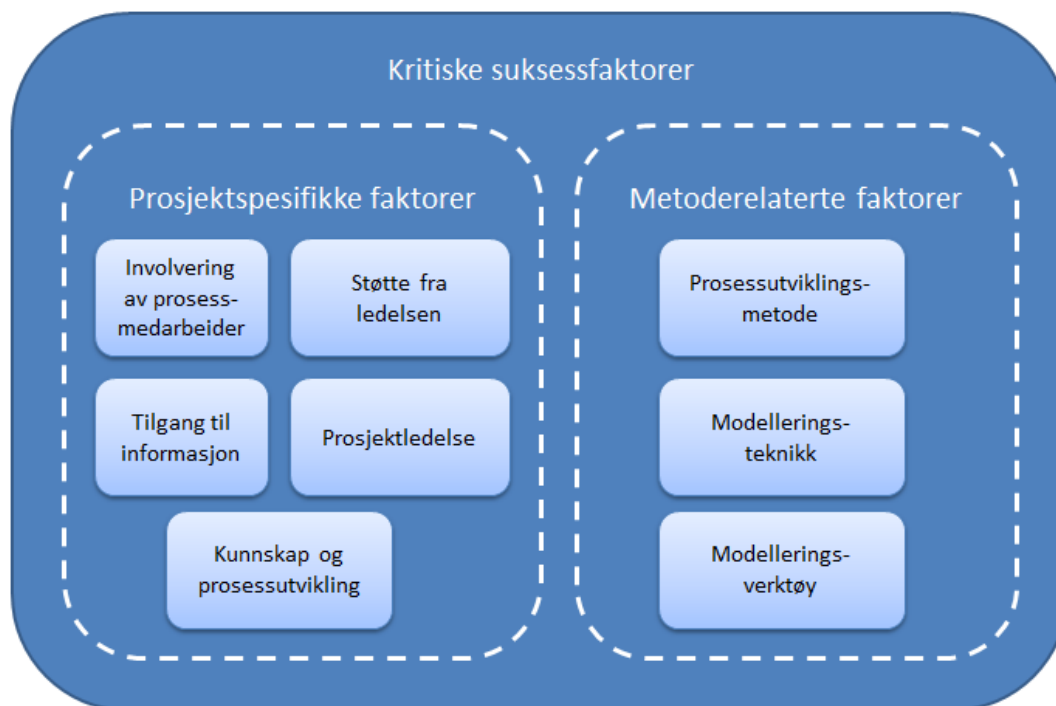 Kritiske suksessfaktorer
Prosjektspesifikke faktorer
Involvering
av prosess-
medarbeider
Støtte fra
ledelsen
Tilgang til
informasjon
Prosjektledelse
Kunnskap og
prosessutvikling
Metoderelaterte faktorer
Prosessutviklings-
metode
Modellerings-
teknikk
Modellerings-
verktøy